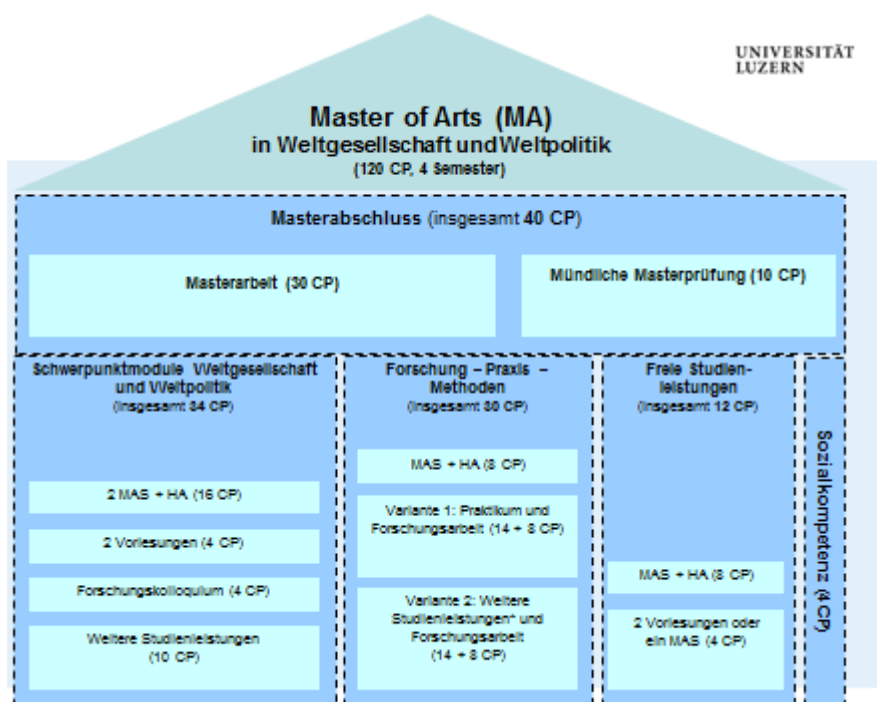 UNIVERSITÄT
LUZERN
Master of Arts (MA)
in Weltgesellschaft und Weltpolitik
(120 CP, 4 Semester)
Masterabschluss (insgesamt 40 CP)
Masterarbeit (30 CP)
Mündliche Masterprüfung (10 CP)
Schwerpunktmodule Weltgesellschaft
und Weltpolitik
(insgesamt 34 CP)
2 MAS + HA (16 CP)
2 Vorlesungen (4 CP)
Forschungskolloquium (4 CP)
Weitere Studienleistungen
(10 CP)
Forschung – Praxis –
Methoden
(insgesamt 30 CP)
MAS + HA (8 CP)
Variante 1: Praktikum und
Forschungsarbeit (14 + 8 CP)
Variante 2: Weitere
Studienleistungen* und
Forschungsarbeit
(14 + 8 CP)
Freie Studien-
leistungen
(insgesamt 12 CP)
MAS + HA (8 CP)
2 Vorlesungen oder
ein MAS (4 CP)
Sozialkompetenz (4 CP)